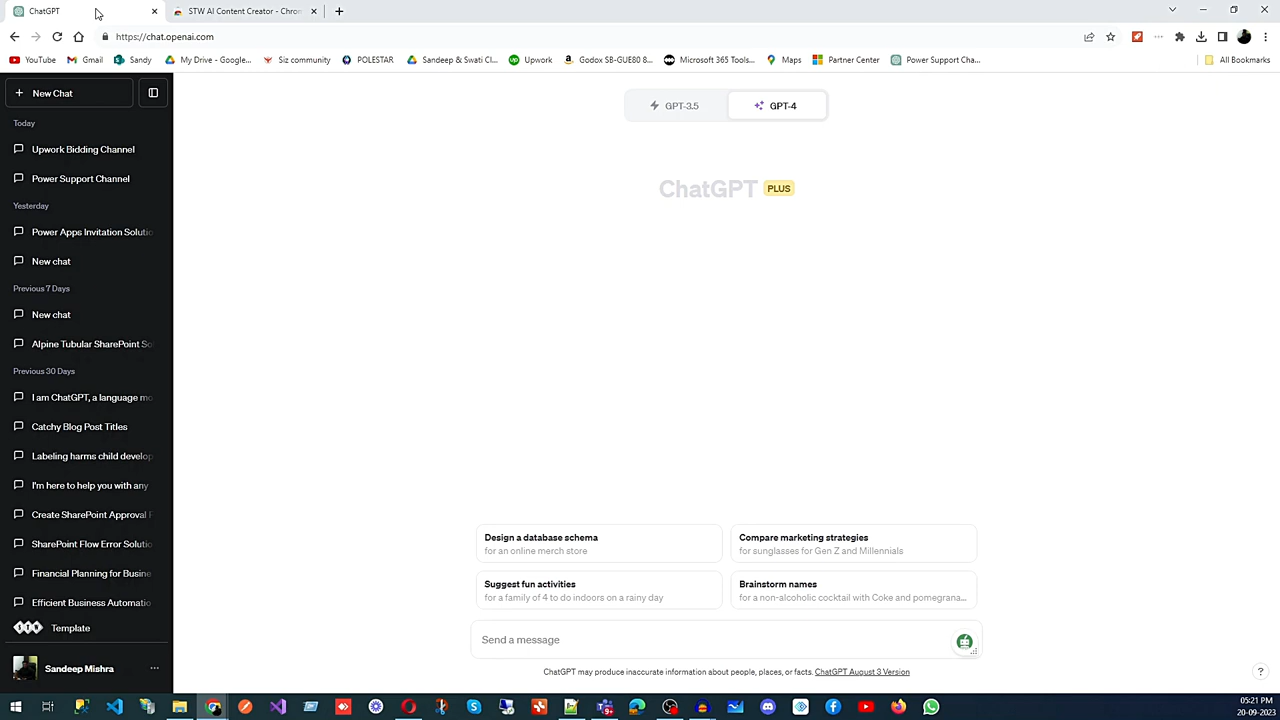 ChatGPT
STW AI Content Creator - Chro
https://chat.openai.com
YouTube Gmail Sandy My Drive - Google... Siz community POLESTAR Sandeep & Swati Cl... Upwork Godox SB-GUE80 8... Microsoft 365 Tools... Maps Partner Center Power Support Cha... All Bookmarks
New Chat
GPT-3.5 GPT-4
Today
Upwork Bidding Channel
Power Support Channel
ChatGPT PLUS
Yesterday
Power Apps Invitation Solutio
New chat
Previous 7 Days
New chat
Alpine Tubular SharePoint So
Previous 30 Days
I am ChatGPT, a language mo
Catchy Blog Post Titles
Labeling harms child develop
I'm here to help you with any
Create SharePoint Approval F
SharePoint Flow Error Solutio
Financial Planning for Busine
Efficient Business Automatio
STW Template
Sandeep Mishra
Design a database schema
for an online merch store
Compare marketing strategies
for sunglasses for Gen Z and Millennials
Suggest fun activities
for a family of 4 to do indoors on a rainy day
Brainstorm names
for a non-alcoholic cocktail with Coke and pomegrana...
Send a message
ChatGPT may produce inaccurate information about people, places, or facts. ChatGPT August 3 Version
?
05:21 PM
20-09-2023